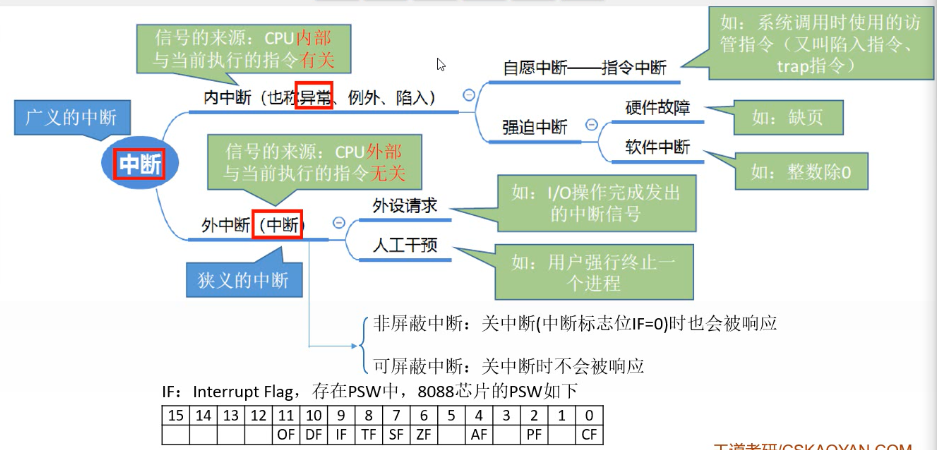 信号的来源：CPU内部
与当前执行的指令有关
如：系统调用时使用的访
管指令（又叫陷入指令、
trap指令）
自愿中断——指令中断
内中断（也称异常、例外、陷入）
广义的中断
强迫中断
硬件故障
如：缺页
软件中断
如：整数除0
中断
信号的来源：CPU外部
与当前执行的指令无关
外设请求
如：I/O操作完成发出
的中断信号
外中断（中断）
人工干预
如：用户强行终止一
个进程
狭义的中断
非屏蔽中断：关中断(中断标志位IF=0)时也会被响应
可屏蔽中断：关中断时不会被响应
IF：Interrupt Flag，存在PSW中，8088芯片的PSW如下
15 14 13 12 11 10 9 8 7 6 5 4 3 2 1 0
OF DF IF TF SF ZF AF PF CF
王道考研/CSKAOYAN.COM